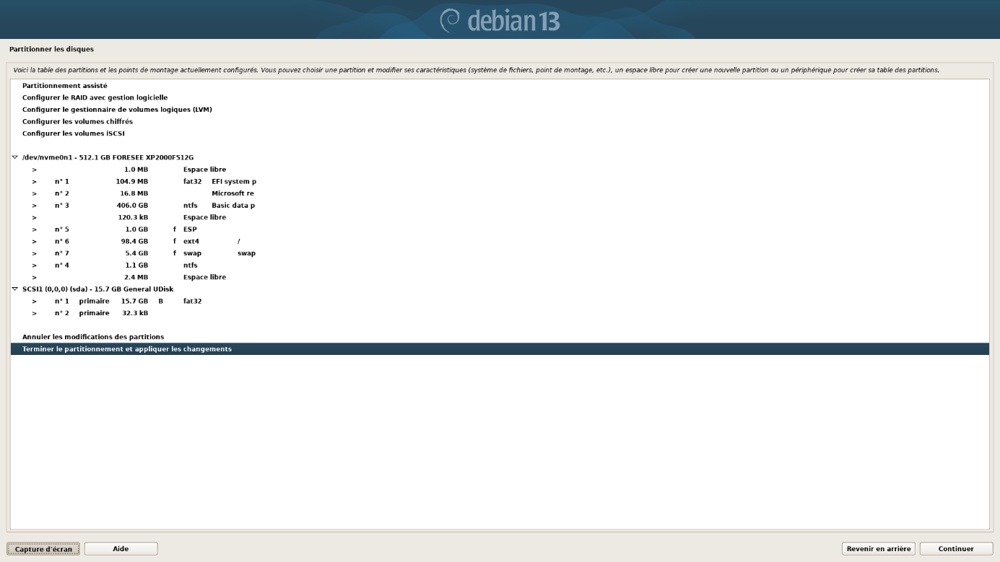 debian 13
Partitionner les disques
Voici la table des partitions et les points de montage actuellement configurés. Vous pouvez choisir une partition et modifier ses caractéristiques (système de fichiers, point de montage, etc.), un espace libre pour créer une nouvelle partition ou un périphérique pour créer sa table des partitions.
Partitionnement assisté
Configurer le RAID avec gestion logicielle
Configurer le gestionnaire de volumes logiques (LVM)
Configurer les volumes chiffrés
Configurer les volumes iSCSI
/dev/nvme0n1 - 512.1 GB FORESEE XP2000F512G
> 1.0 MB Espace libre
> n° 1 104.9 MB fat32 EFI system p
> n° 2 16.8 MB Microsoft re
> n° 3 406.0 GB ntfs Basic data p
> 120.3 kB Espace libre
> n° 5 1.0 GB f ESP
> n° 6 98.4 GB f ext4 /
> n° 7 5.4 GB f swap swap
> n° 4 1.1 GB ntfs
> 2.4 MB Espace libre
SCSI1 (0,0,0) (sda) - 15.7 GB General UDisk
> n° 1 primaire 15.7 GB B fat32
> n° 2 primaire 32.3 kB
Annuler les modifications des partitions
Terminer le partitionnement et appliquer les changements
Capture d'écran Aide Revenir en arrière Continuer